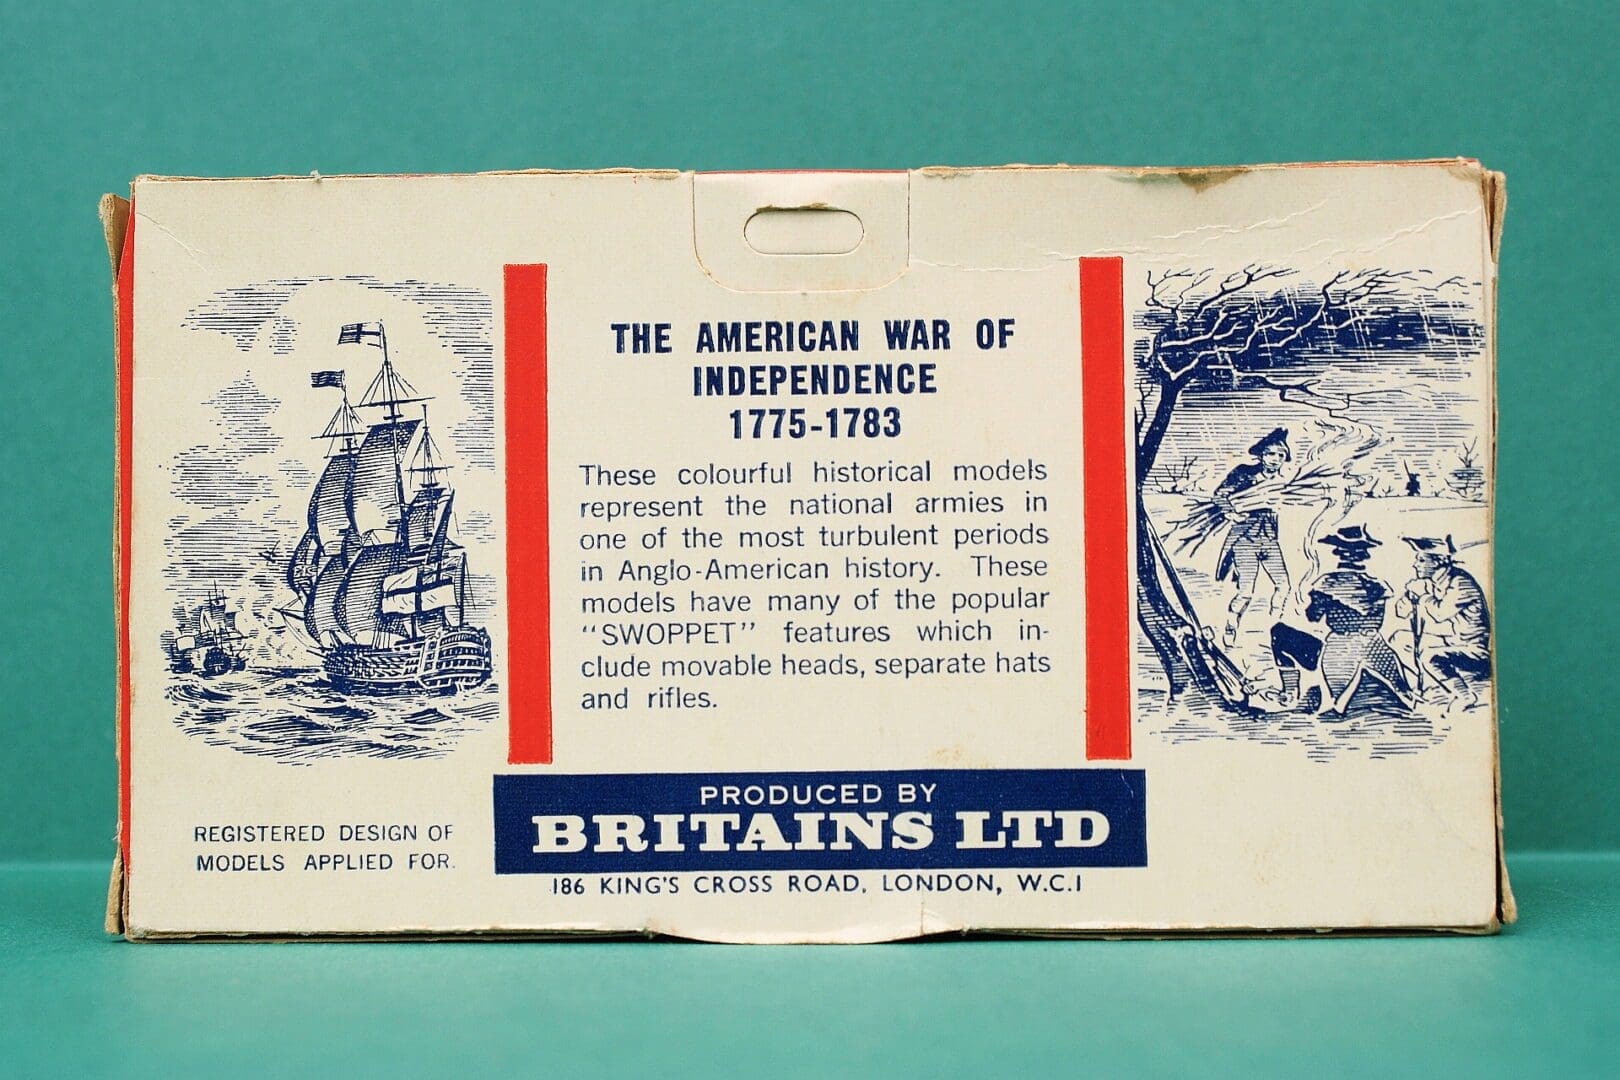 THE AMERICAN WAR OF
INDEPENDENCE
1775-1783
These colourful historical models
represent the national armies in
one of the most turbulent periods
in Anglo-American history. These
models have many of the popular
“SWOPPET” features which in-
clude movable heads, separate hats
and rifles.
REGISTERED DESIGN OF
MODELS APPLIED FOR.
PRODUCED BY
BRITAINS LTD
186 KING'S CROSS ROAD, LONDON, W.C.1